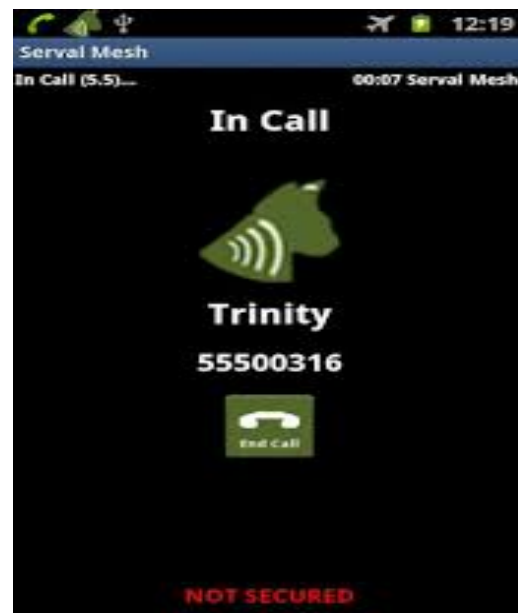 12:19
Serval Mesh
In Call (5.5)... 00:07 Serval Mesh
In Call
Trinity
55500316
End Call
NOT SECURED